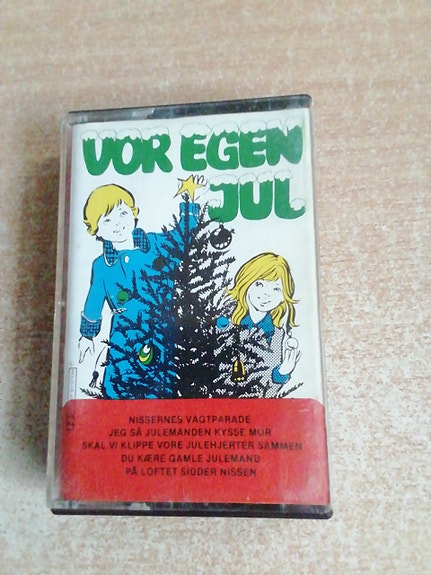 VOR EGEN
JUL
NISSERNES VAGTPARADE
JEG SÅ JULEMANDEN KYSSE MOR
SKAL VI KLIPPE VORE JULEHJERTER SAMMEN
DU KÆRE GAMLE JULEMAND
PÅ LOFTET SIDDER NISSEN